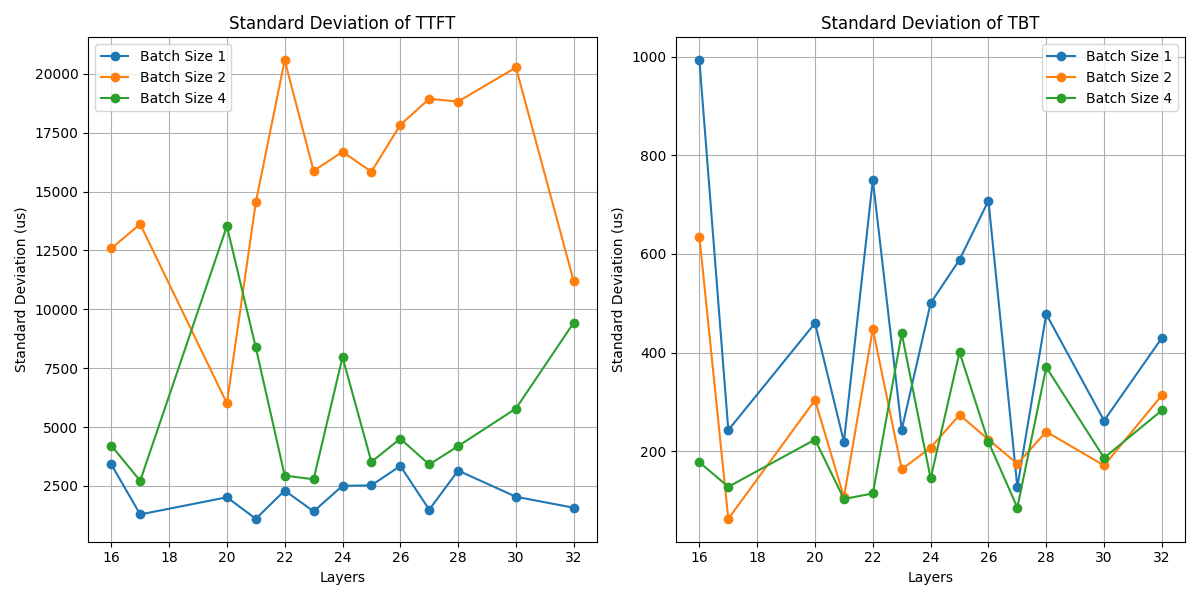 Standard Deviation of TTFT
Batch Size 1
Batch Size 2
Batch Size 4
20000
17500
15000
12500
10000
7500
5000
2500
Standard Deviation (us)
16 18 20 22 24 26 28 30 32
Layers
Standard Deviation of TBT
Batch Size 1
Batch Size 2
Batch Size 4
1000
800
600
400
200
Standard Deviation (us)
16 18 20 22 24 26 28 30 32
Layers